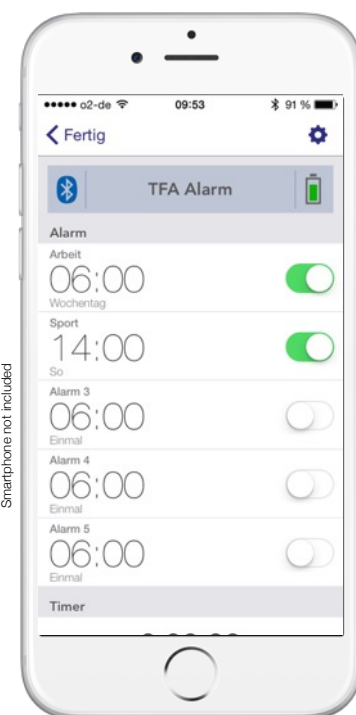 Smartphone not included
o2-de 09:53 91 %
Fertig
TFA Alarm
Alarm
Arbeit
06:00
Wochentag
Sport
14:00
So
Alarm 3
06:00
Einmal
Alarm 4
06:00
Einmal
Alarm 5
06:00
Einmal
Timer